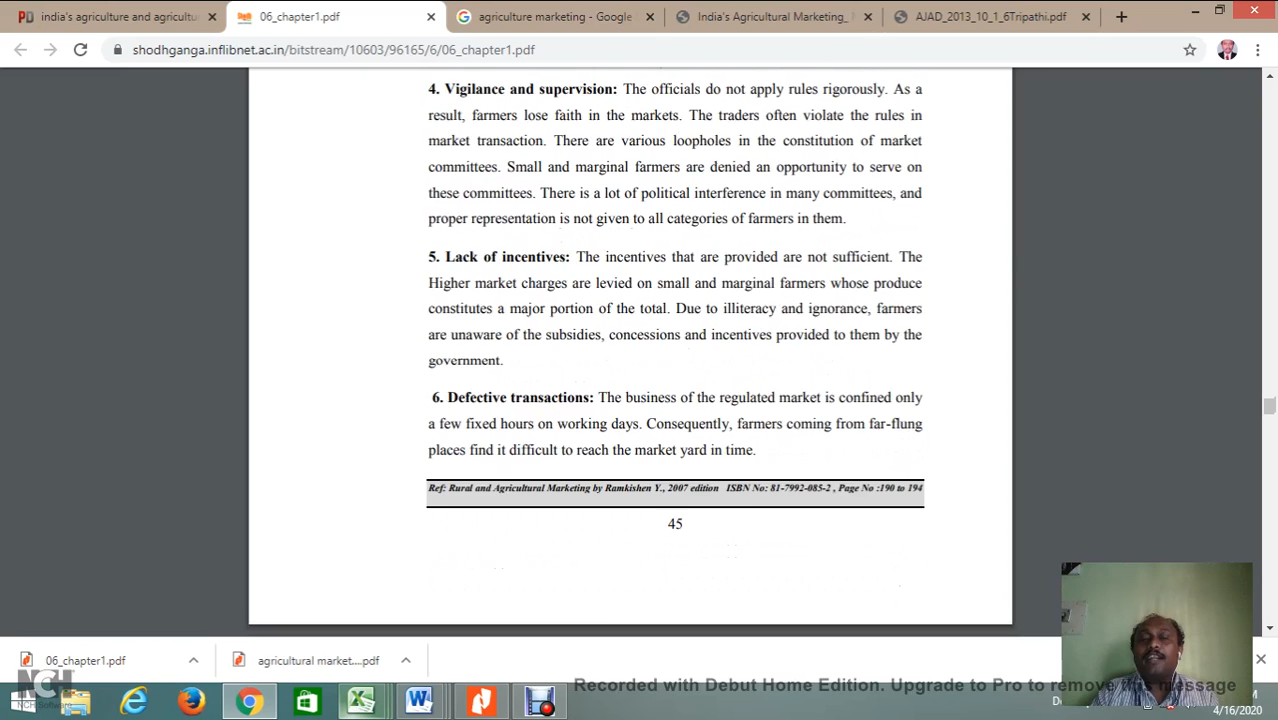 india's agriculture and agricultu
06_chapter1.pdf
agriculture marketing - Google
India's Agricultural Marketing_
AJAD_2013_10_1_6Tripathi.pdf
shodhganga.inflibnet.ac.in/bitstream/10603/96165/6/06_chapter1.pdf
4. Vigilance and supervision: The officials do not apply rules rigorously. As a
result, farmers lose faith in the markets. The traders often violate the rules in
market transaction. There are various loopholes in the constitution of market
committees. Small and marginal farmers are denied an opportunity to serve on
these committees. There is a lot of political interference in many committees, and
proper representation is not given to all categories of farmers in them.
5. Lack of incentives: The incentives that are provided are not sufficient. The
Higher market charges are levied on small and marginal farmers whose produce
constitutes a major portion of the total. Due to illiteracy and ignorance, farmers
are unaware of the subsidies, concessions and incentives provided to them by the
government.
6. Defective transactions: The business of the regulated market is confined only
a few fixed hours on working days. Consequently, farmers coming from far-flung
places find it difficult to reach the market yard in time.
Ref: Rural and Agricultural Marketing by Ramkishen Y., 2007 edition ISBN No: 81-7992-085-2 , Page No :190 to 194
45
06_chapter1.pdf
agricultural market....pdf
NCH
NCH Software
Recorded with Debut Home Edition. Upgrade to Pro to remove this message
4/16/2020